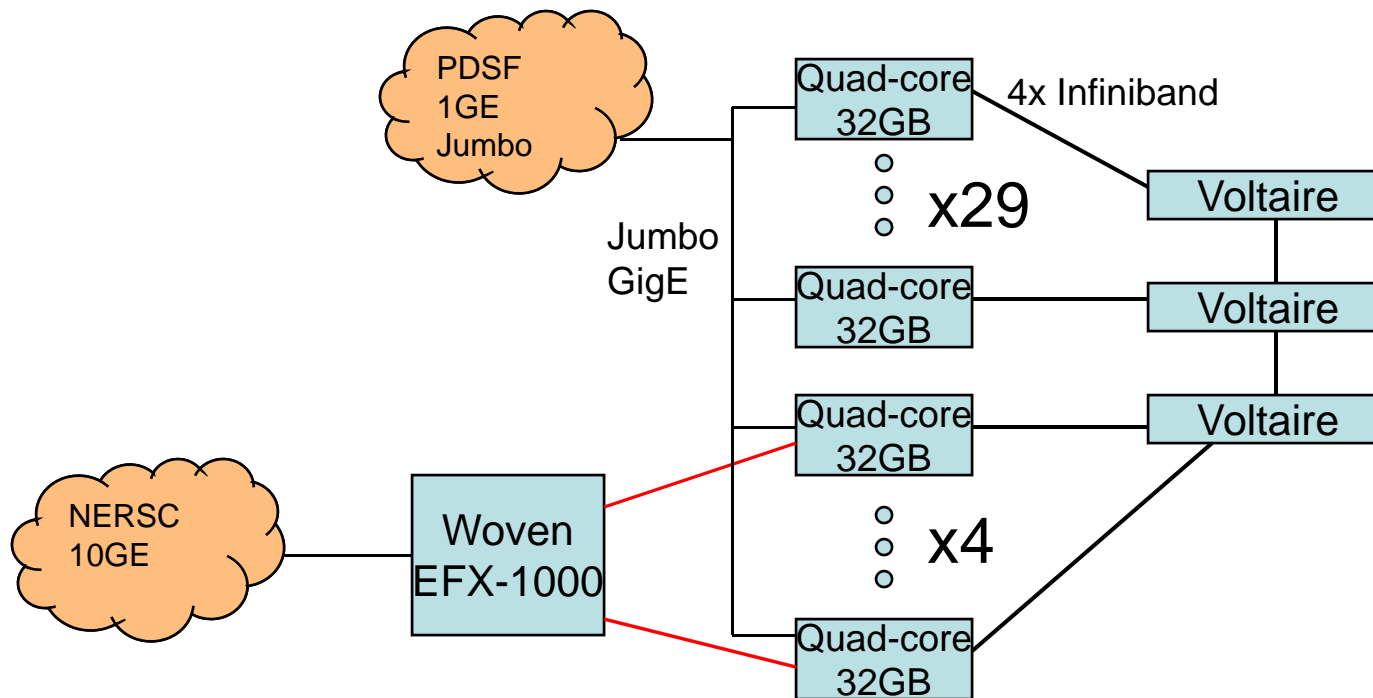 PDSF
1GE
Jumbo
Quad-core
32GB
4x Infiniband
x29
Voltaire
Jumbo
GigE
Quad-core
32GB
Voltaire
Quad-core
32GB
Voltaire
NERSC
10GE
Woven
EFX-1000
x4
Quad-core
32GB